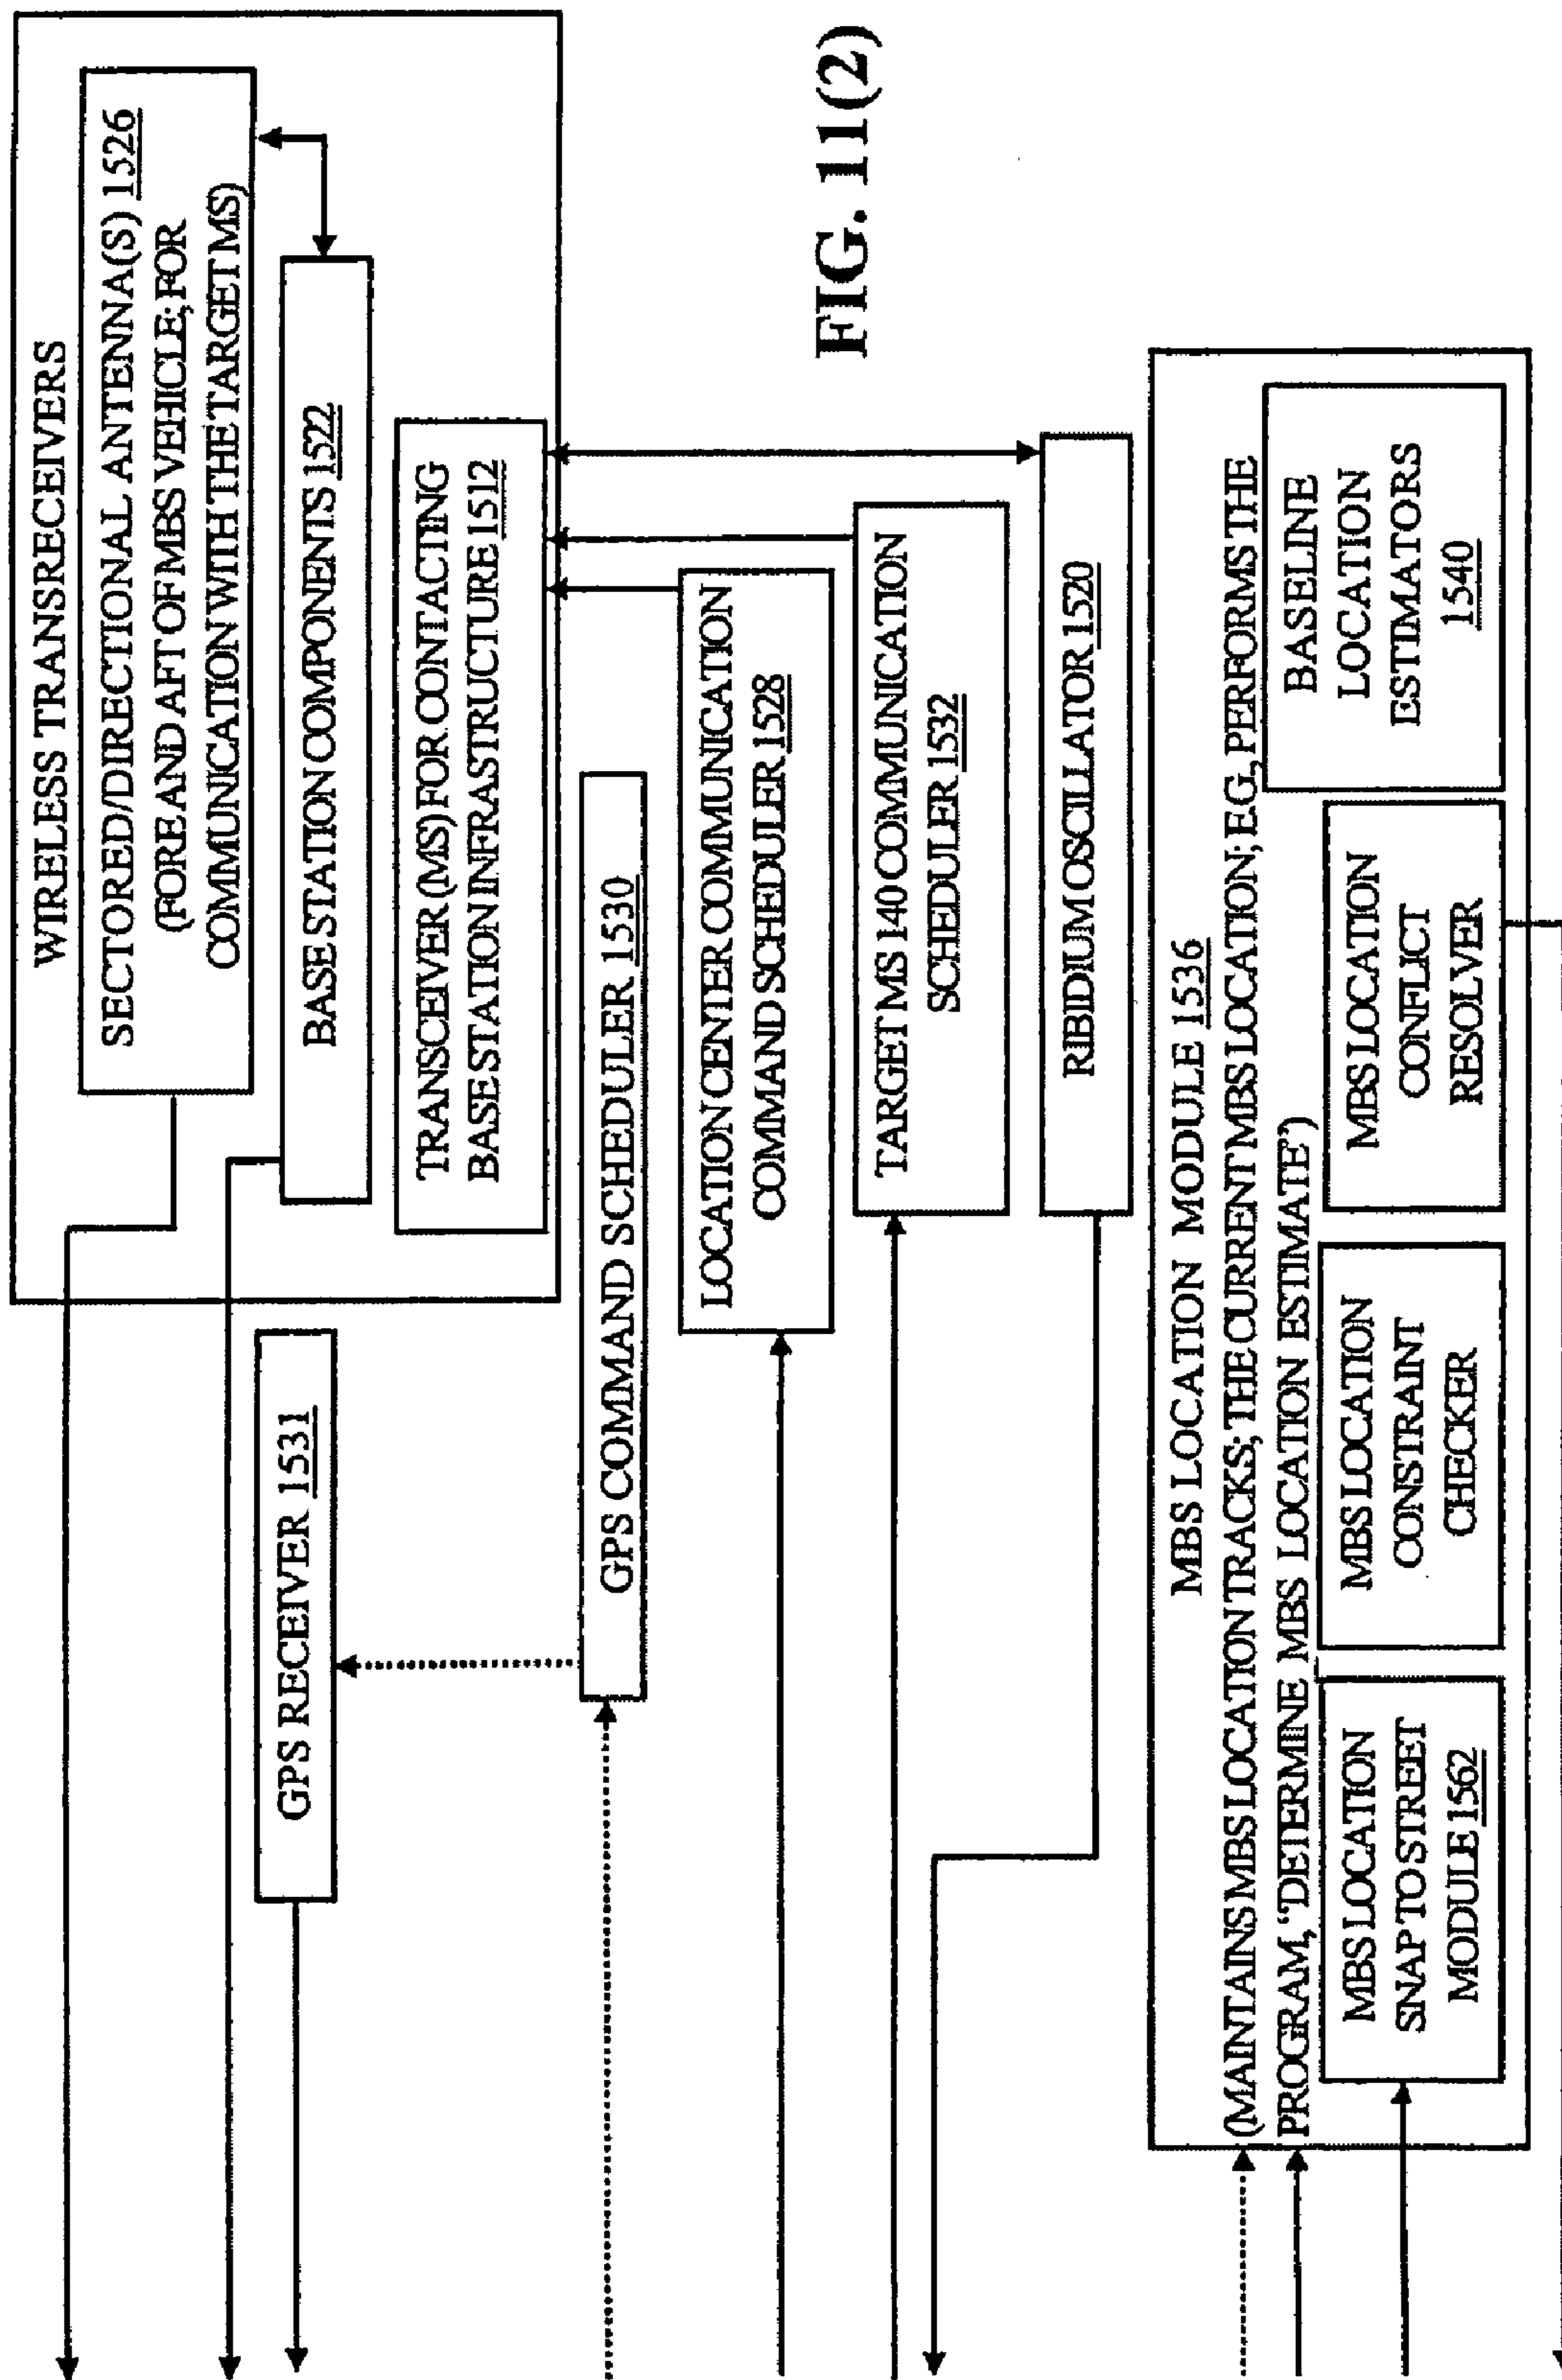 WIRELESS TRANSRECEIVERS
SECTORED/DIRECTIONAL ANTENNA(S) 1526
(FORE AND AFT OF MBS VEHICLE; FOR
COMMUNICATION WITH THE TARGET MS)
BASE STATION COMPONENTS 1522
TRANSCEIVER (MS) FOR CONTACTING
BASE STATION INFRASTRUCTURE 1512
GPS RECEIVER 1531
GPS COMMAND SCHEDULER 1530
LOCATION CENTER COMMUNICATION
COMMAND SCHEDULER 1528
TARGET MS 140 COMMUNICATION
SCHEDULER 1532
RIBIDIUM OSCILLATOR 1520
FIG. 11(2)
MBS LOCATION MODULE 1536
(MAINTAINS MBS LOCATION TRACKS; THE CURRENT MBS LOCATION; E.G., PERFORMS THE
PROGRAM, “DETERMINE MBS LOCATION ESTIMATE”)
MBS LOCATION
SNAP TO STREET
MODULE 1562
MBS LOCATION
CONSTRAINT
CHECKER
MBS LOCATION
CONFLICT
RESOLVER
BASELINE
LOCATION
ESTIMATORS
1540